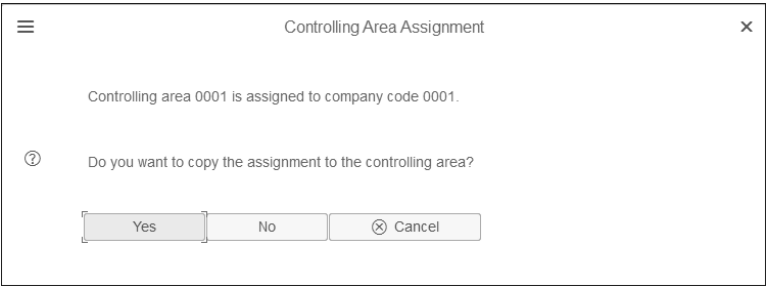 Controlling Area Assignment
Controlling area 0001 is assigned to company code 0001.
Do you want to copy the assignment to the controlling area?
Yes No Cancel